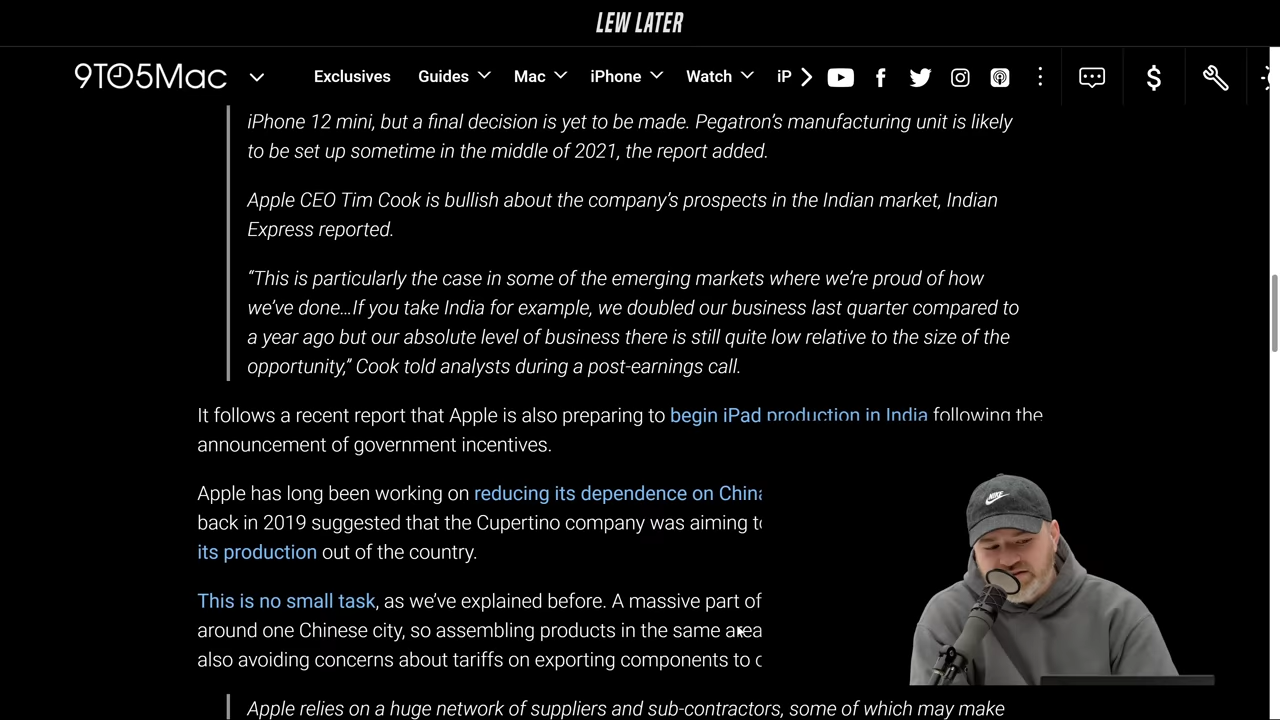 LEW LATER
9TO5Mac
Exclusives Guides Mac iPhone Watch iP
iPhone 12 mini, but a final decision is yet to be made. Pegatron’s manufacturing unit is likely
to be set up sometime in the middle of 2021, the report added.
Apple CEO Tim Cook is bullish about the company’s prospects in the Indian market, Indian
Express reported.
“This is particularly the case in some of the emerging markets where we’re proud of how
we’ve done…If you take India for example, we doubled our business last quarter compared to
a year ago but our absolute level of business there is still quite low relative to the size of the
opportunity,” Cook told analysts during a post-earnings call.
It follows a recent report that Apple is also preparing to begin iPad production in India following the
announcement of government incentives.
Apple has long been working on reducing its dependence on China
back in 2019 suggested that the Cupertino company was aiming to
its production out of the country.
This is no small task, as we’ve explained before. A massive part of
around one Chinese city, so assembling products in the same area
also avoiding concerns about tariffs on exporting components to
Apple relies on a huge network of suppliers and sub-contractors, some of which may make
NIKE